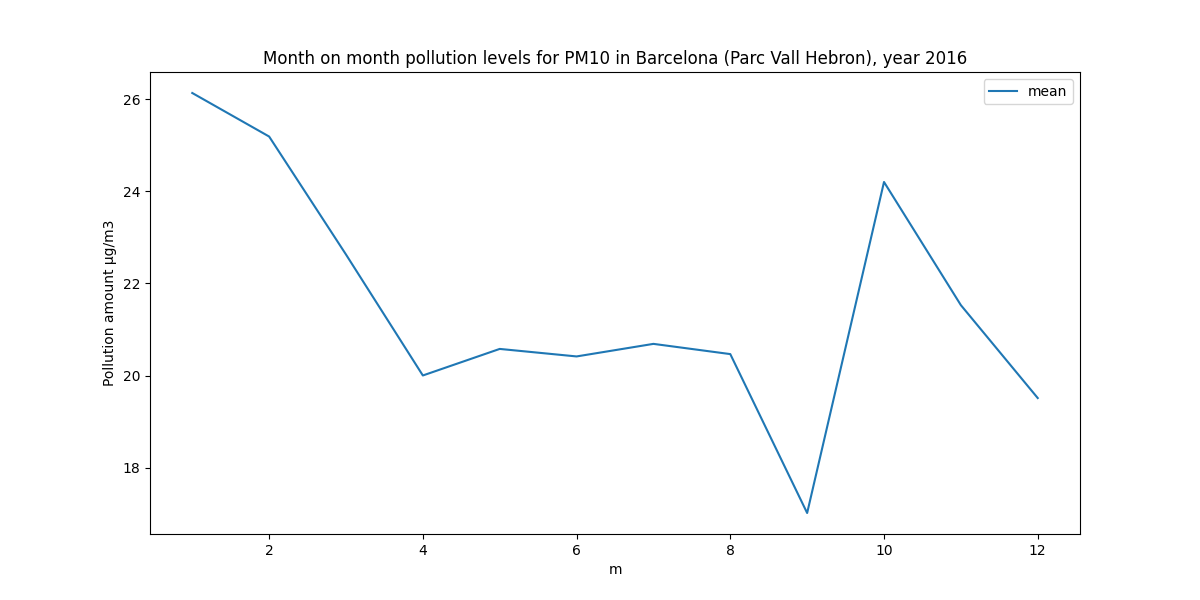 Month on month pollution levels for PM10 in Barcelona (Parc Vall Hebron), year 2016
mean
Pollution amount µg/m3
26
24
22
20
18
2 4 6 8 10 12
m